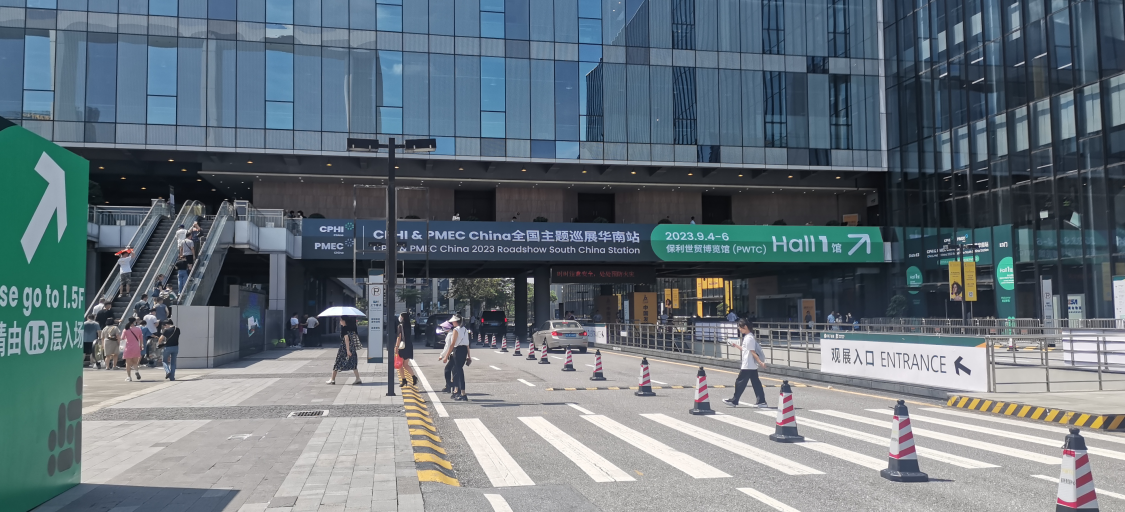 CPHI
PMEC
CPHI & PMEC China全国主题巡展华南站
CPHI & PMEC China 2023 Roadshow South China Station
2023.9.4-6
保利世贸博览馆 (PWTC)
Hall 1 馆
se go to 1.5F
请由 1.5 层入场
P
观展入口 ENTRANCE